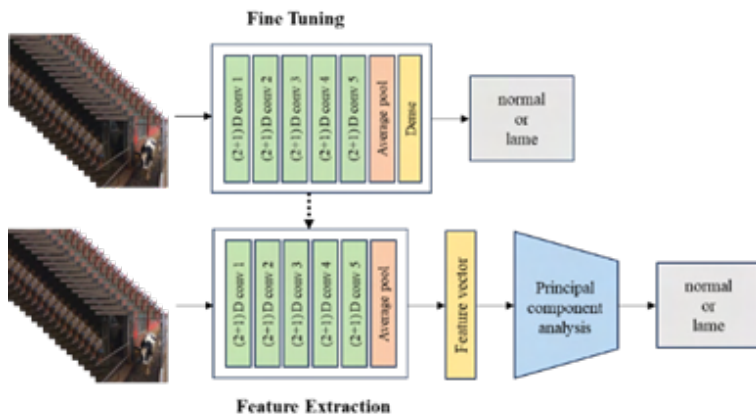 Fine Tuning
(2+1)D conv 1
(2+1)D conv 2
(2+1)D conv 3
(2+1)D conv 4
(2+1)D conv 5
Average pool
Dense
normal
or
lame
(2+1)D conv 1
(2+1)D conv 2
(2+1)D conv 3
(2+1)D conv 4
(2+1)D conv 5
Average pool
Feature vector
Principal
component
analysis
normal
or
lame
Feature Extraction